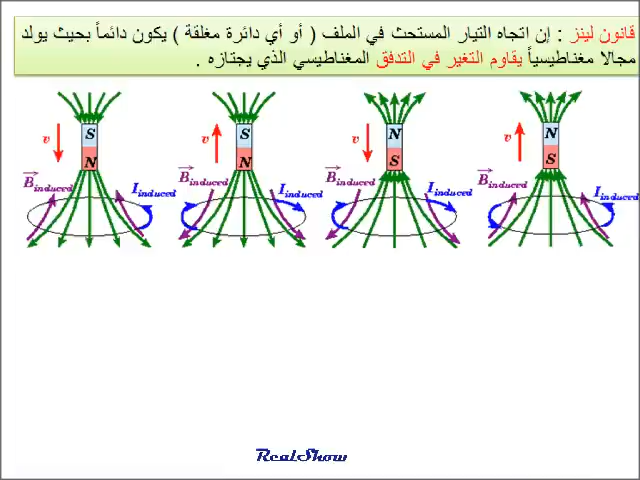 قانون لينز : إن اتجاه التيار المستحث في الملف ( أو أي دائرة مغلقة ) يكون دائماً بحيث يولد
مجالا مغناطيسياً يقاوم التغير في التدفق المغناطيسي الذي يجتازه .
S S N N
v v v v
N N S S
B induced I induced B induced I induced B induced I induced B induced I induced
RealShow